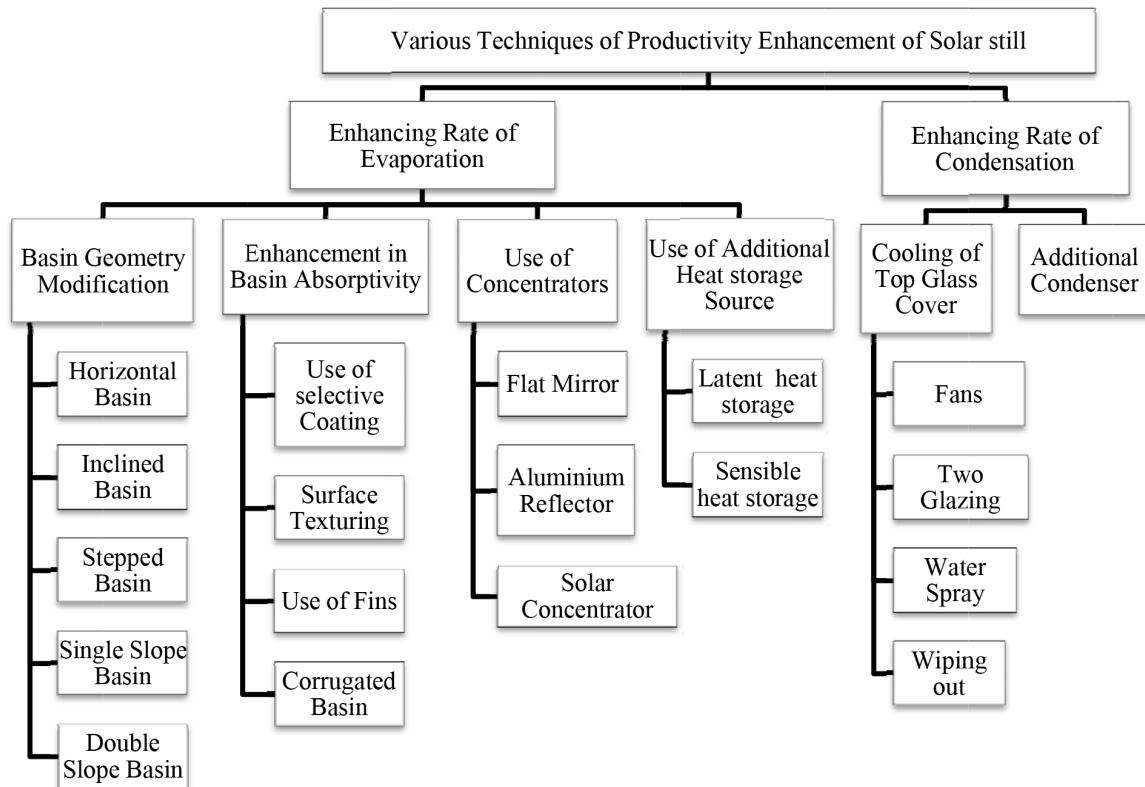 Various Techniques of Productivity Enhancement of Solar still
Enhancing Rate of
Evaporation
Enhancing Rate of
Condensation
Basin Geometry
Modification
Enhancement in
Basin Absorptivity
Use of
Concentrators
Use of Additional
Heat storage
Source
Cooling of
Top Glass
Cover
Additional
Condenser
Horizontal
Basin
Inclined
Basin
Stepped
Basin
Single Slope
Basin
Double
Slope Basin
Use of
selective
Coating
Surface
Texturing
Use of Fins
Corrugated
Basin
Flat Mirror
Aluminium
Reflector
Solar
Concentrator
Latent heat
storage
Sensible
heat storage
Fans
Two
Glazing
Water
Spray
Wiping
out